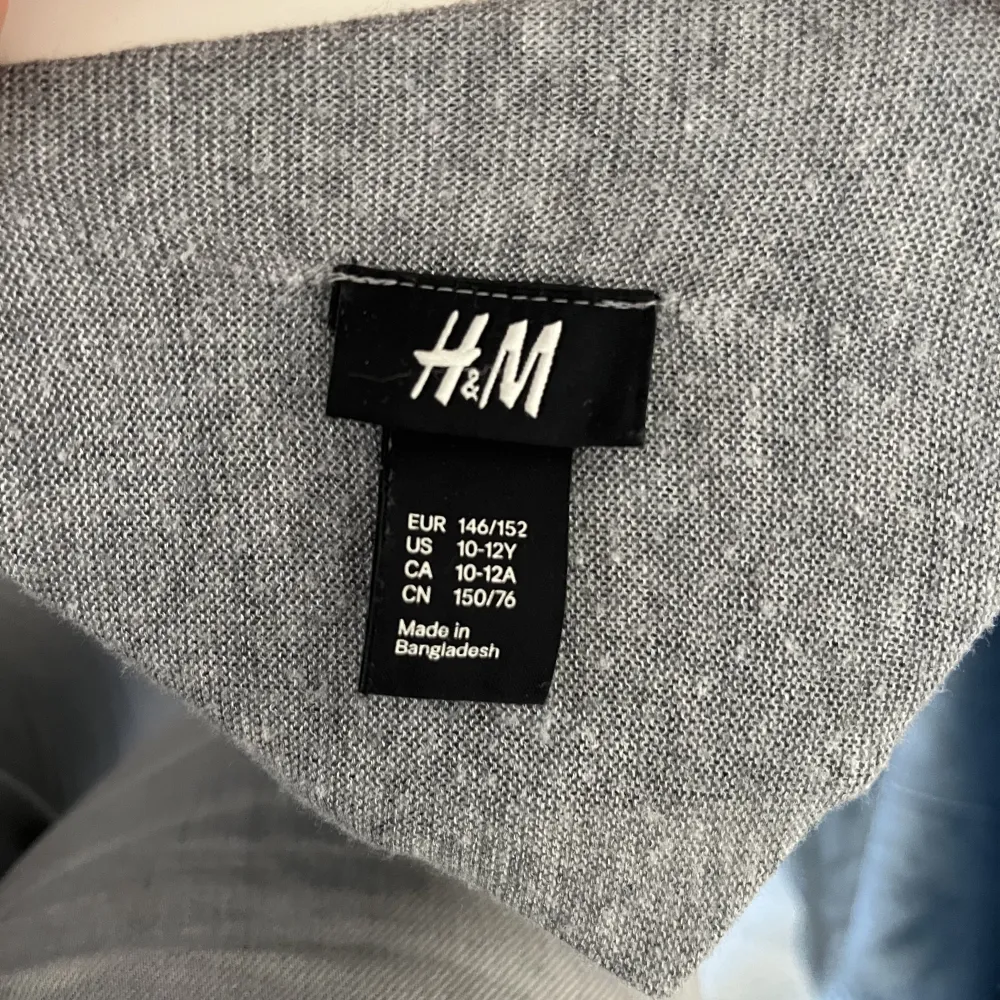 H&M
EUR 146/152
US 10-12Y
CA 10-12A
CN 150/76
Made in
Bangladesh